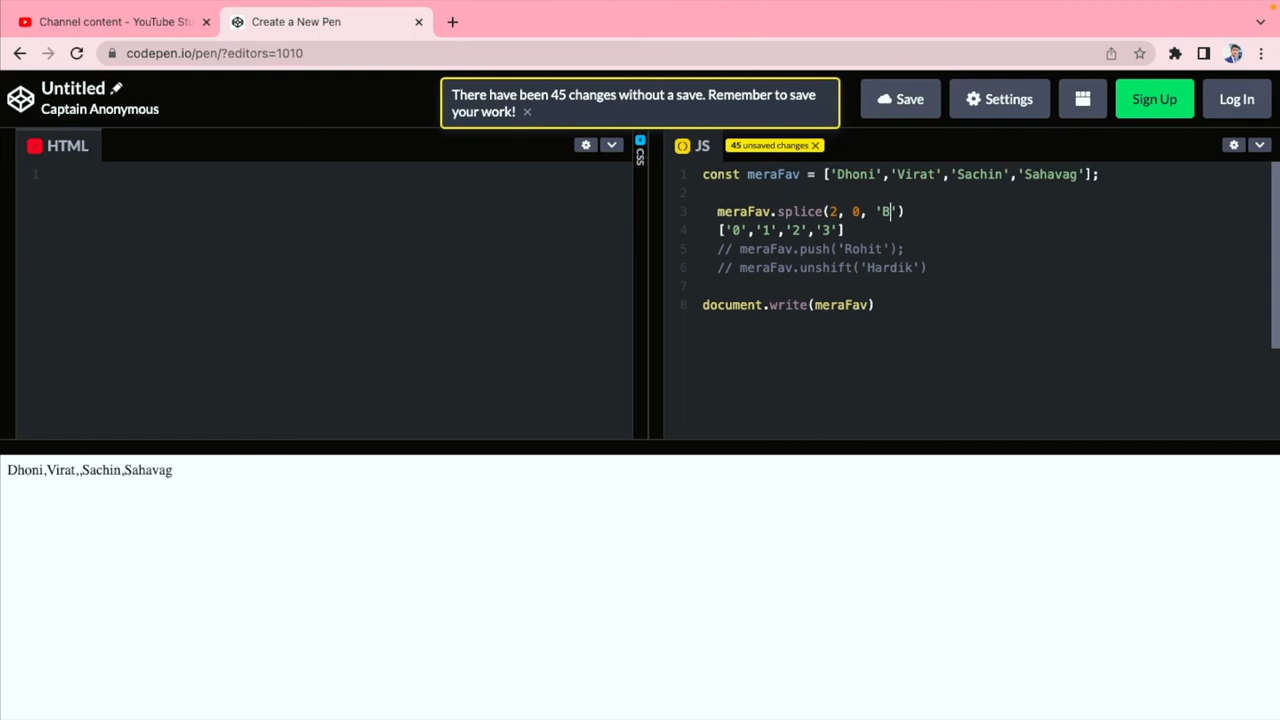 Channel content - YouTube Stu
Create a New Pen
codepen.io/pen/?editors=1010
Untitled
Captain Anonymous
There have been 45 changes without a save. Remember to save
your work! ×
Save
Settings
Sign Up
Log In
HTML
CSS
JS
45 unsaved changes ×
1
1 const meraFav = ['Dhoni','Virat','Sachin','Sahavag'];
2
3 meraFav.splice(2, 0, 'B')
4 ['0','1','2','3']
5 // meraFav.push('Rohit');
6 // meraFav.unshift('Hardik')
7
8 document.write(meraFav)
Dhoni,Virat,,Sachin,Sahavag